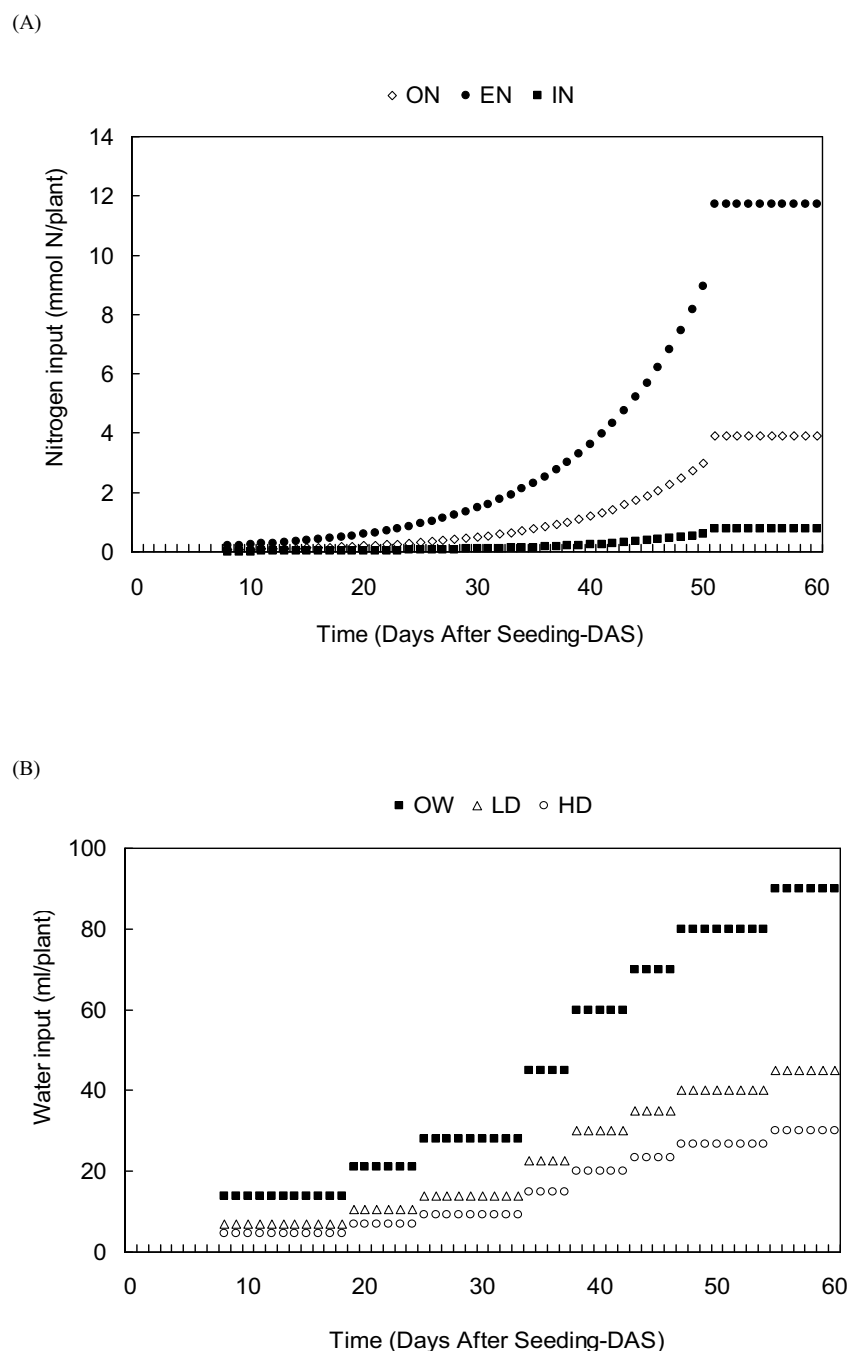 (A)
ON EN IN
14
12
10
8
6
4
2
0
Nitrogen input (mmol N/plant)
0 10 20 30 40 50 60
Time (Days After Seeding-DAS)
(B)
OW LD HD
100
80
60
40
20
0
Water input (ml/plant)
0 10 20 30 40 50 60
Time (Days After Seeding-DAS)